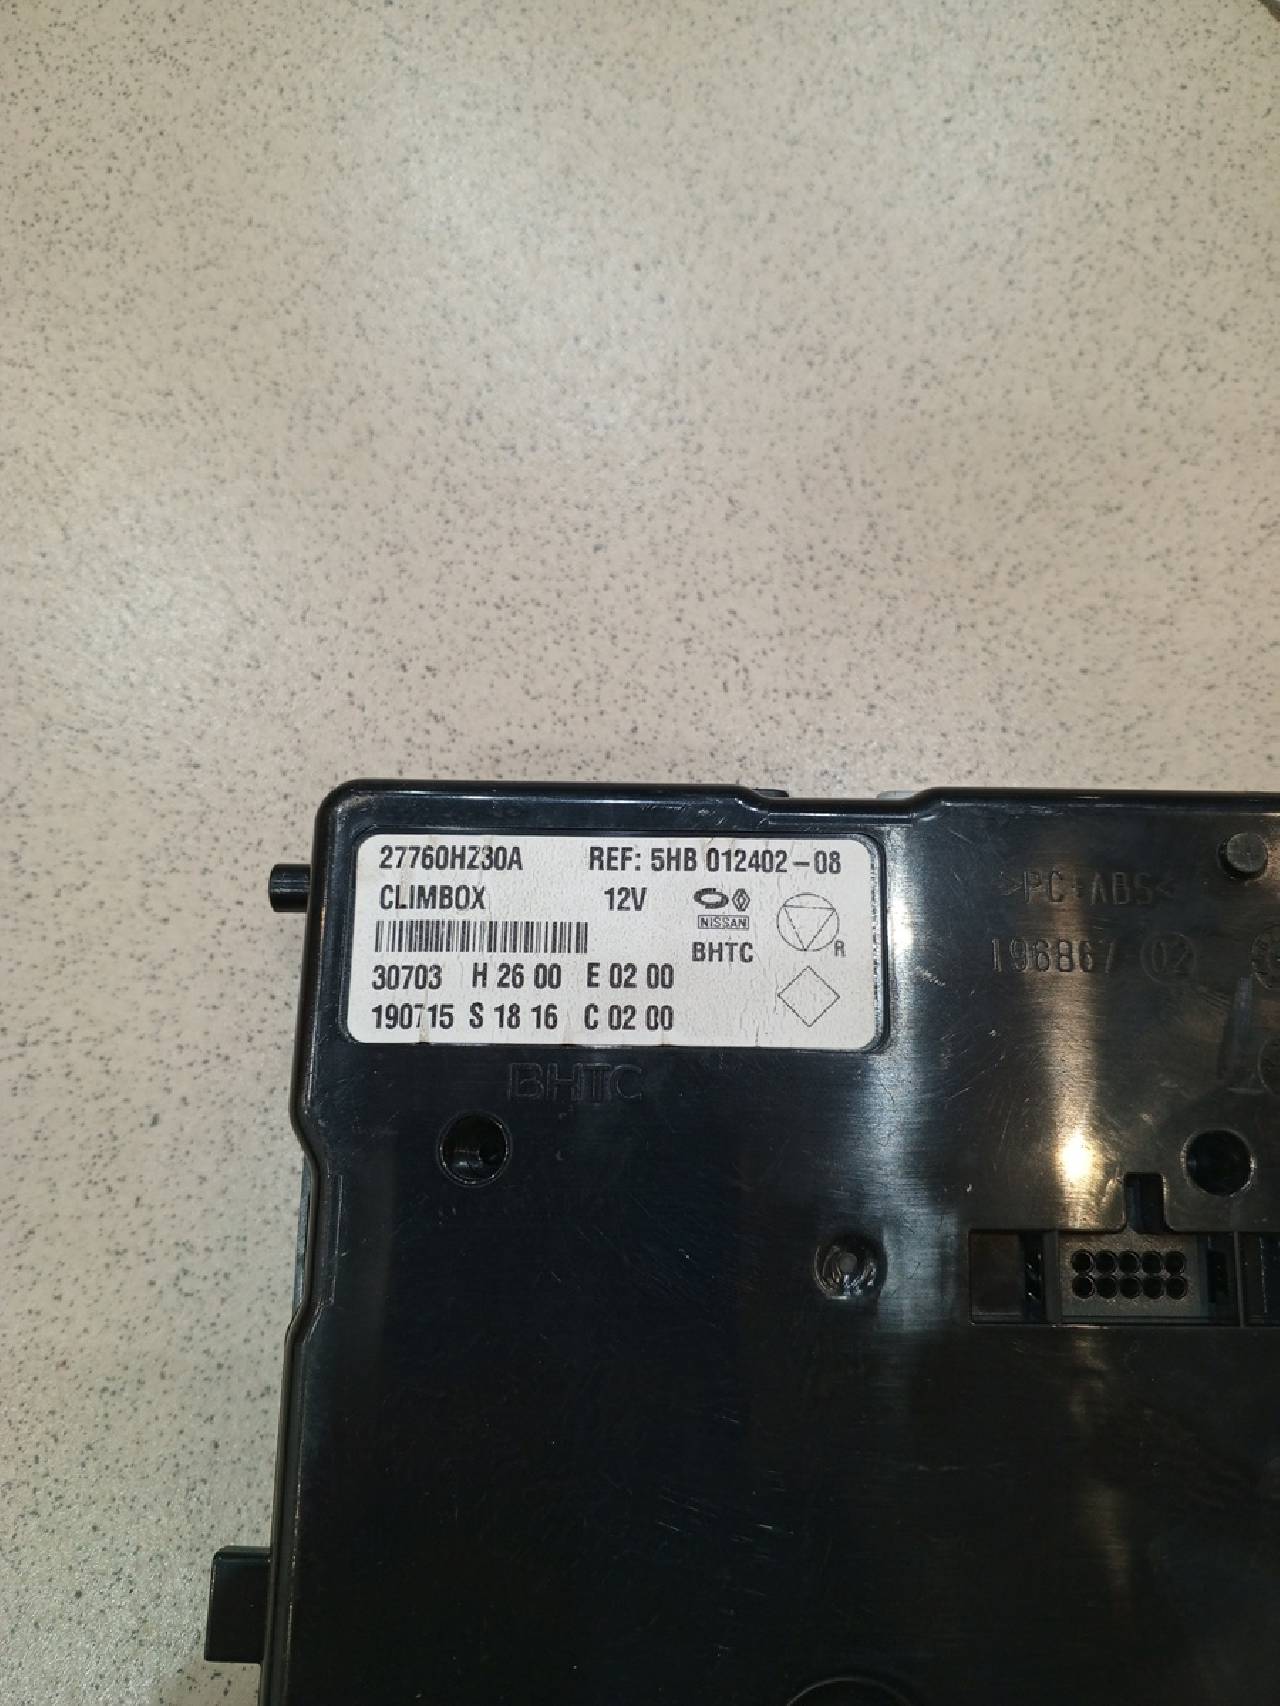 27760HZ30A REF: 5HB 012402-08
CLIMBOX 12V
NISSAN
BHTC
R
30703 H 26 00 E 02 00
190715 S 18 16 C 02 00
BHTC
>PC+ABS<
196867 02